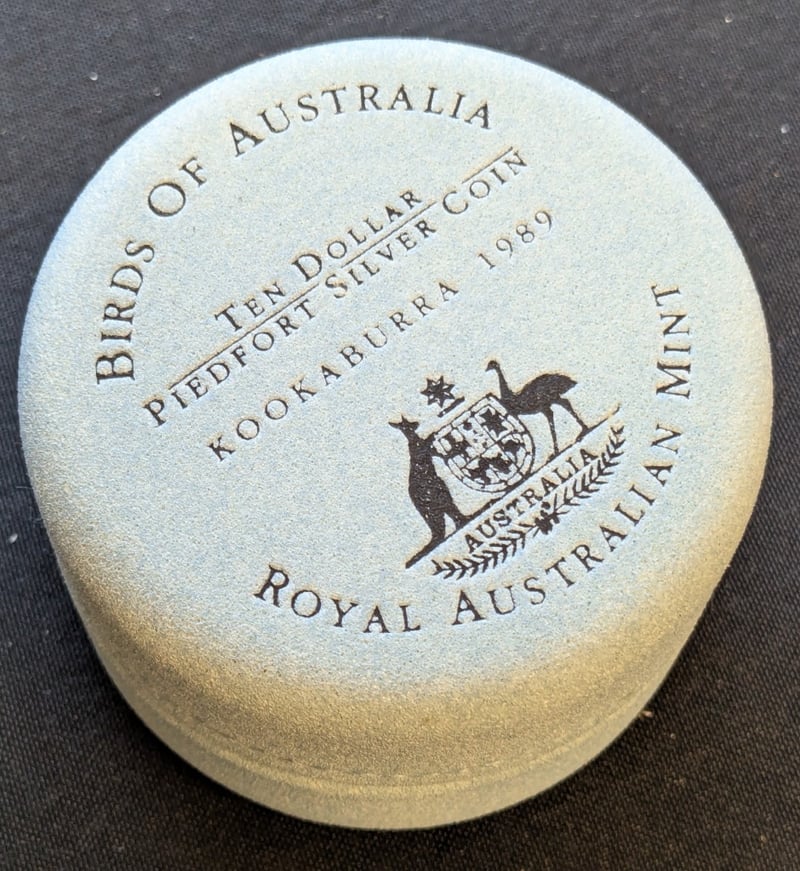 BIRDS OF AUSTRALIA
TEN DOLLAR
PIEDFORT SILVER COIN
KOOKABURRA 1989
AUSTRALIA
ROYAL AUSTRALIAN MINT